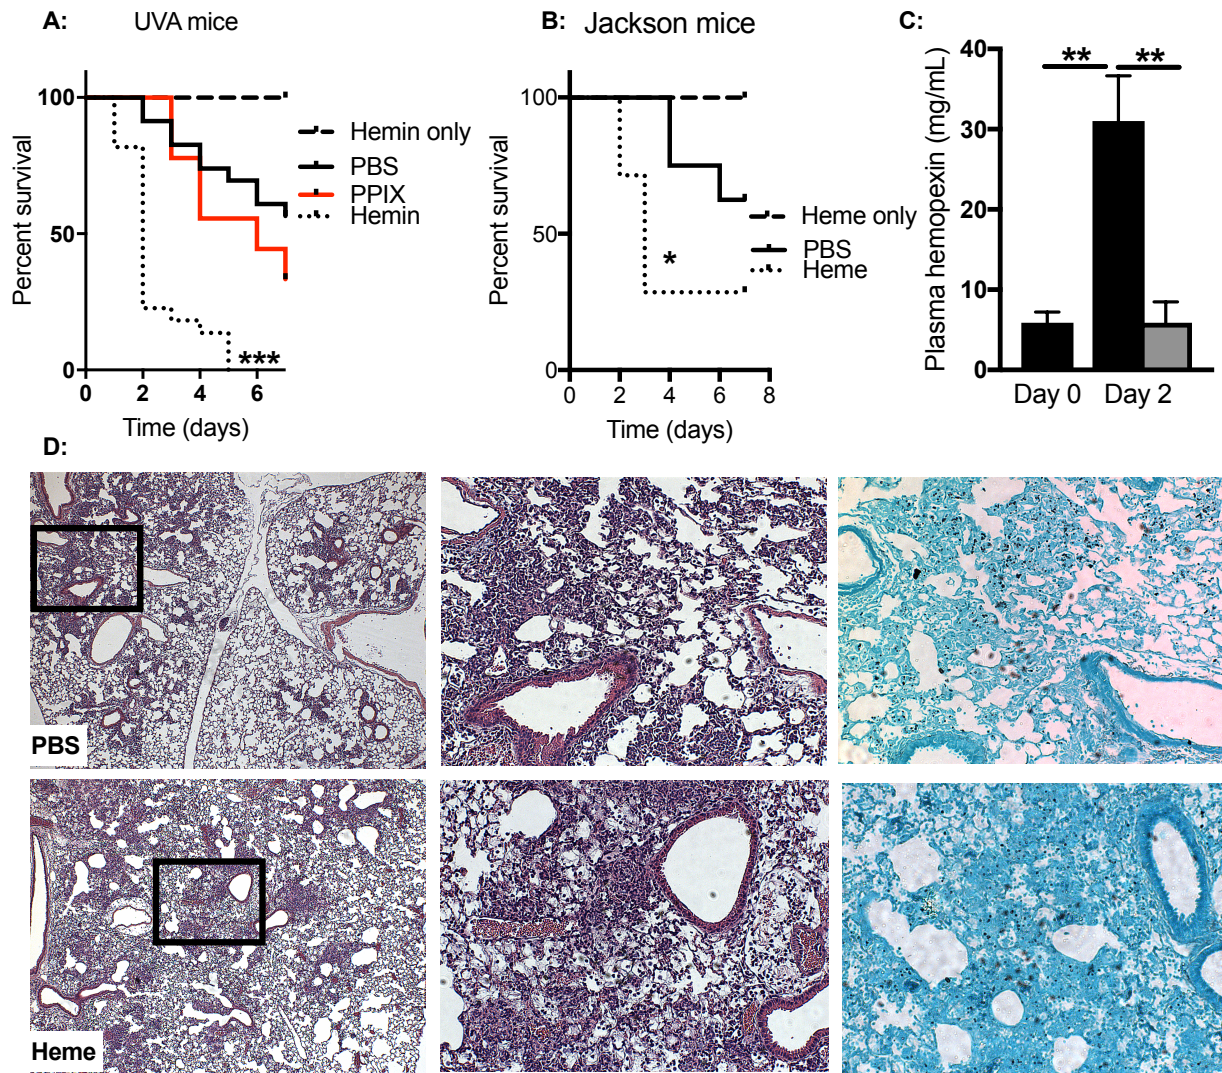 A:
UVA mice
100
50
0
0
2
4
6
Percent survival
Time (days)
***
Hemin only
PBS
PPIX
Hemin
B:
Jackson mice
100
50
0
0
2
4
6
8
Percent survival
Time (days)
*
Heme only
PBS
Heme
C:
40
30
20
10
0
Plasma hemopexin (mg/mL)
**
**
Day 0
Day 2
D:
PBS
Heme